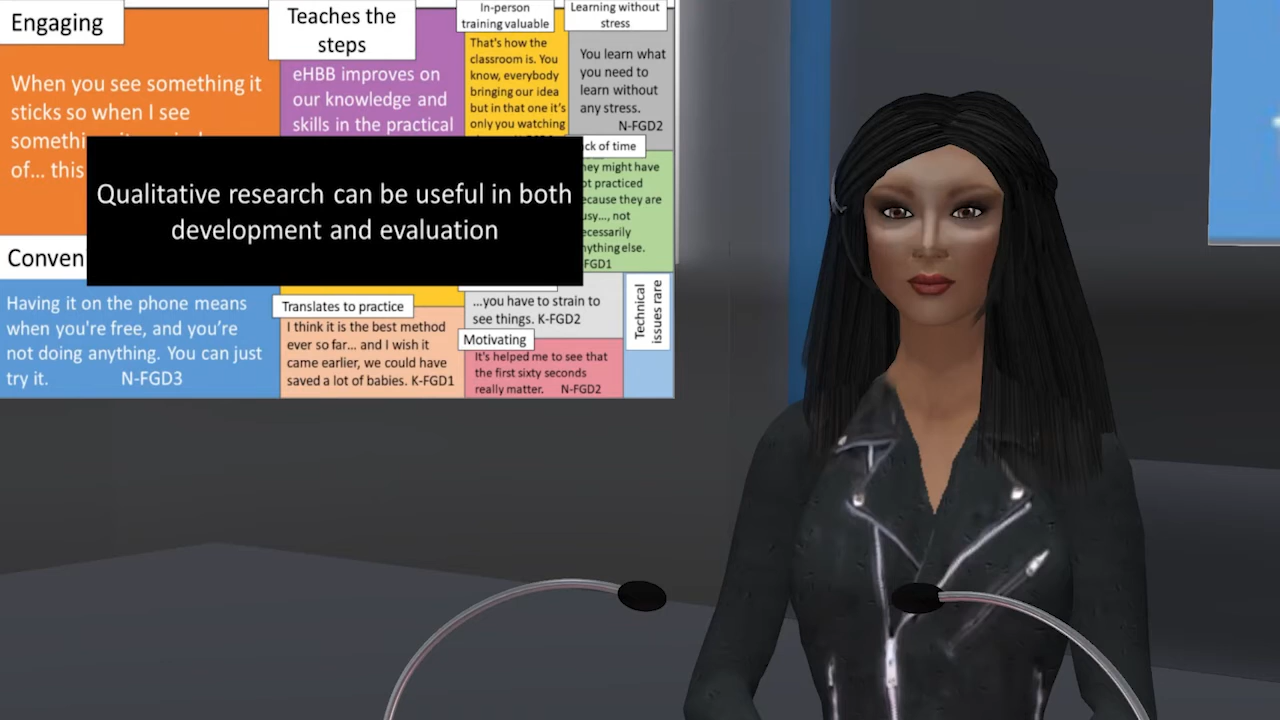 Engaging
When you see something it
sticks so when I see
of... this
Teaches the
steps
eHBB improves on
our knowledge and
skills in the practical
In-person
training valuable
That's how the
classroom is. You
know, everybody
bringing our idea
but in that one it's
only you watching
Learning without
stress
You learn what
you need to
learn without
any stress.
N-FGD2
of time
might have
practiced
they are
not
else.
FGD1
Qualitative research can be useful in both
development and evaluation
Having it on the phone means
when you're free, and you're
not doing anything. You can just
try it. N-FGD3
Translates to practice
I think it is the best method
ever so far... and I wish it
came earlier, we could have
saved a lot of babies. K-FGD1
...you have to strain to
see things. K-FGD2
Motivating
It's helped me to see that
the first sixty seconds
really matter. N-FGD2
Technical
issues rare